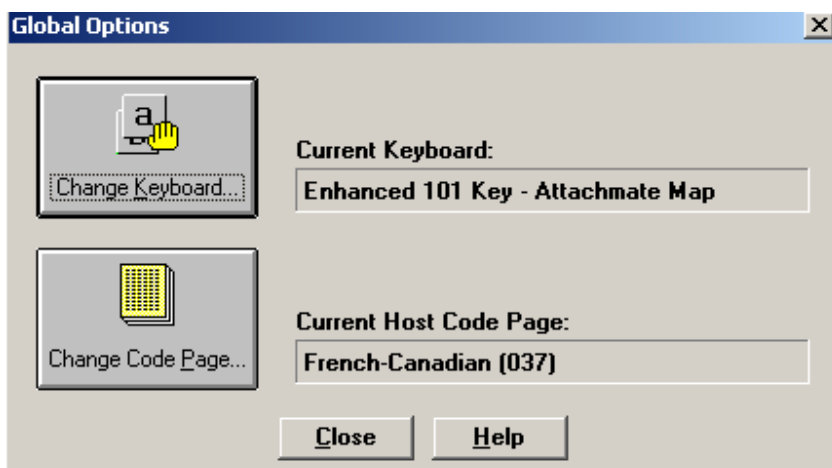 Global Options
a
Change Keyboard...
Current Keyboard:
Enhanced 101 Key - Attachmate Map
Change Code Page...
Current Host Code Page:
French-Canadian (037)
Close
Help